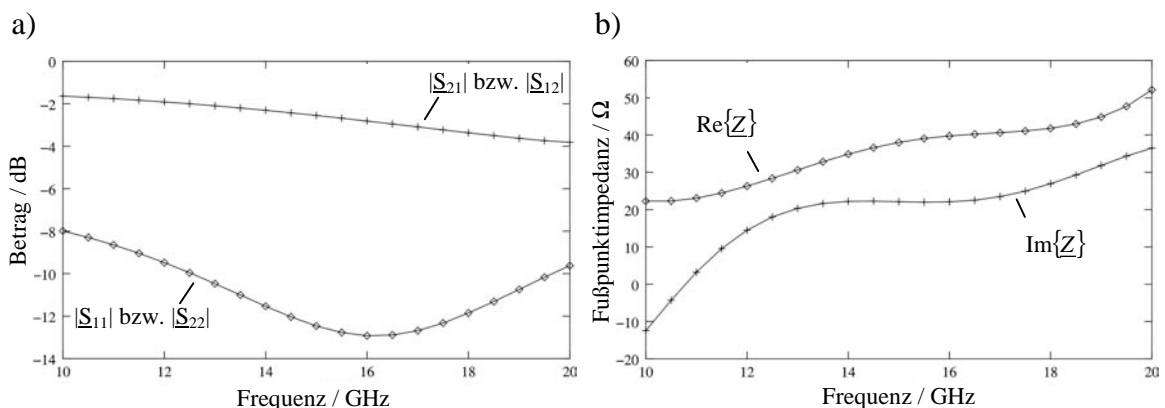 a)
0
-2
-4
-6
-8
-10
-12
-14
Betrag / dB
|S21| bzw. |S12|
|S11| bzw. |S22|
10 12 14 16 18 20
Frequenz / GHz
b)
60
50
40
30
20
10
0
-10
-20
Fußpunktimpedanz / Ω
Re{Z}
Im{Z}
10 12 14 16 18 20
Frequenz / GHz